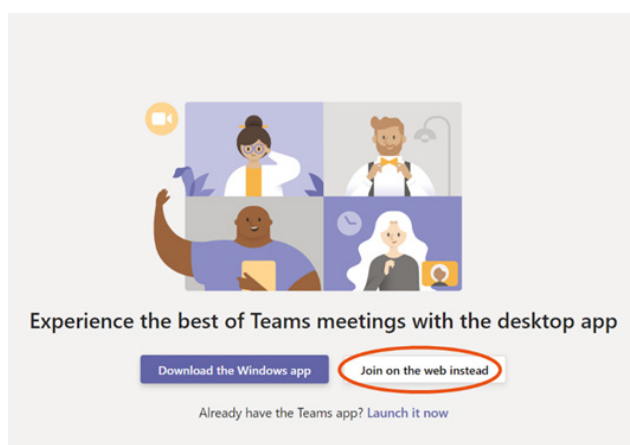 Experience the best of Teams meetings with the desktop app
Download the Windows app
Join on the web instead
Already have the Teams app? Launch it now